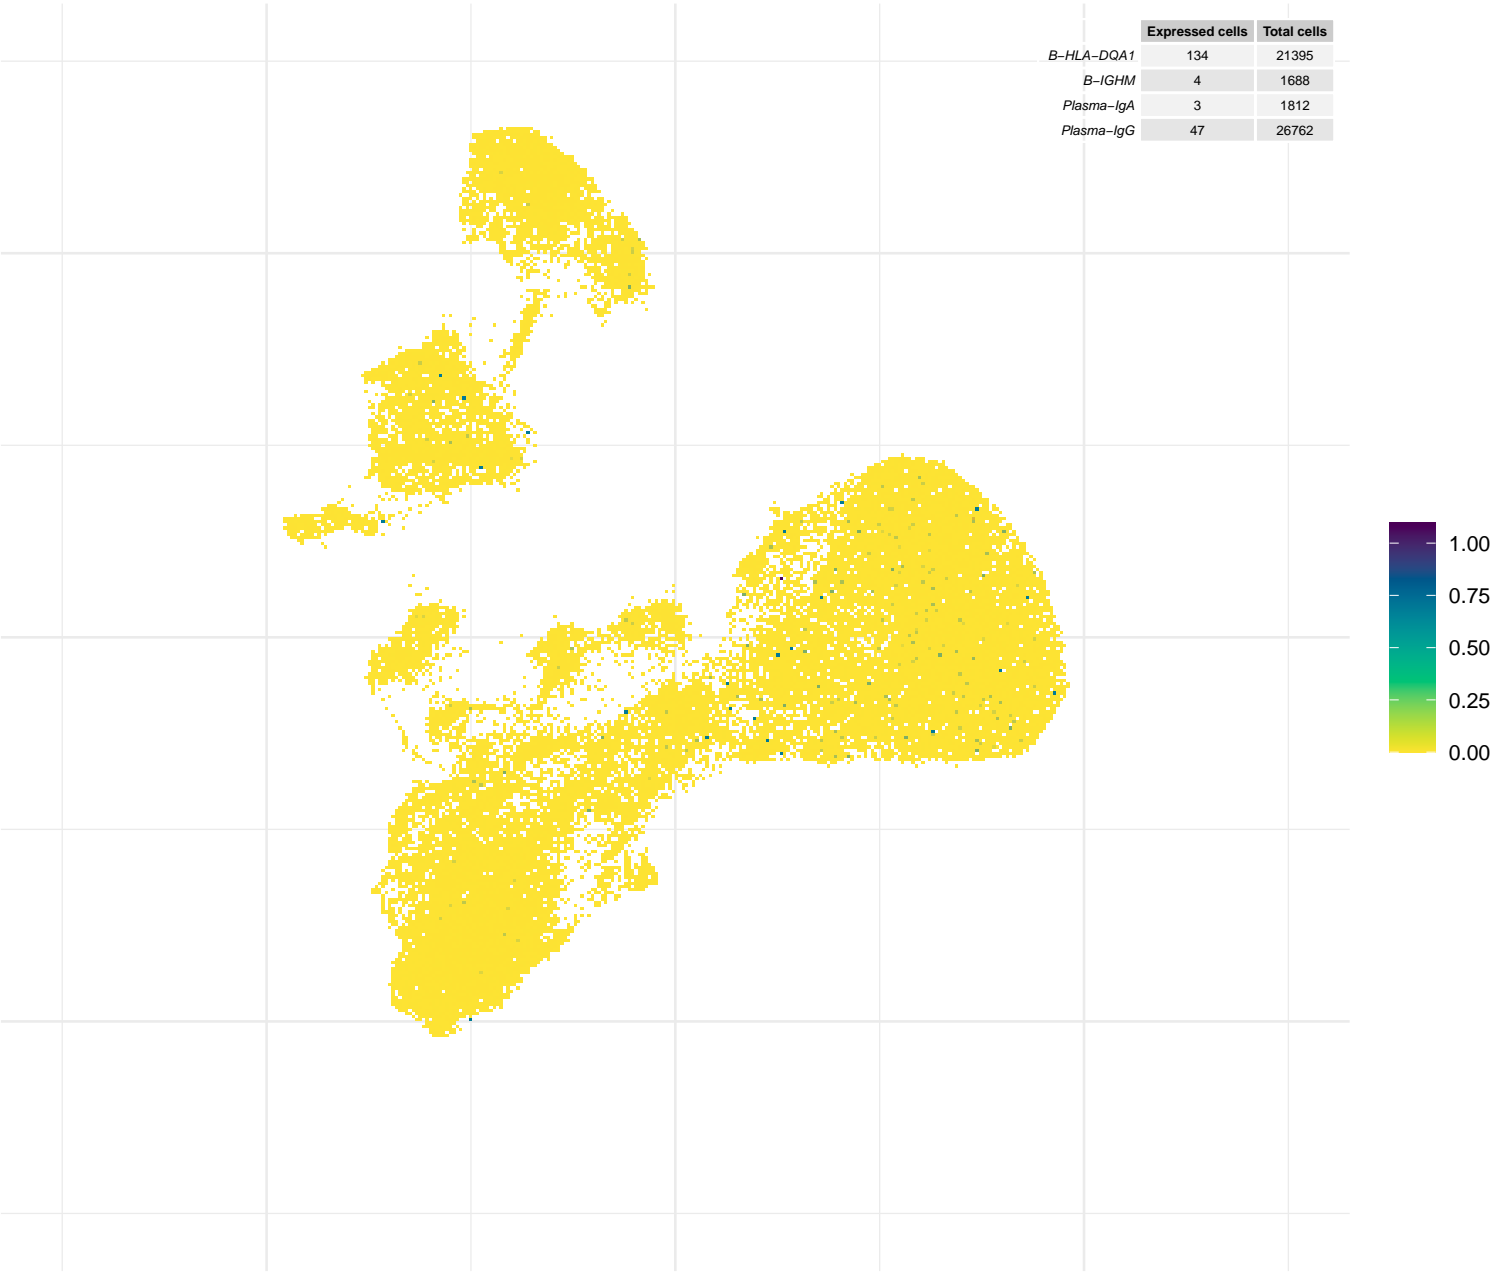 Expressed cells Total cells
B−HLA−DQA1 134 21395
B−IGHM 4 1688
Plasma−IgA 3 1812
Plasma−IgG 47 26762
1.00
0.75
0.50
0.25
0.00